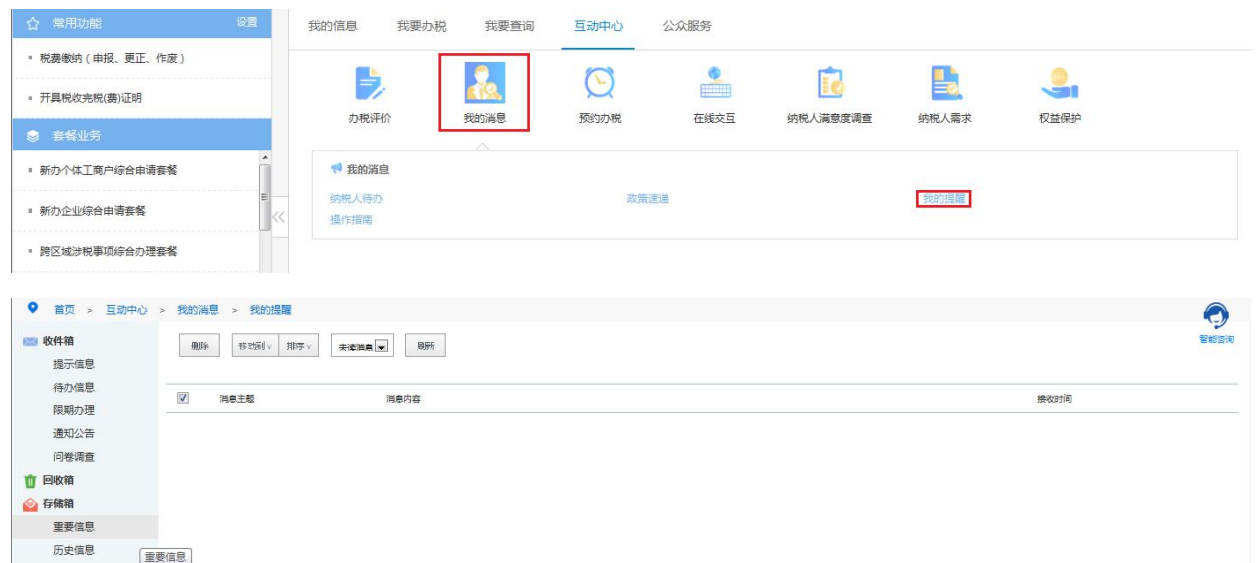 常用功能 设置
我的信息 我要办税 我要查询 互动中心 公众服务
税费缴纳（申报、更正、作废）
开具税收完税(费)证明
办税评价 我的消息 预约办税 在线交互 纳税人满意度调查 纳税人需求 权益保护
套餐业务
新办个体工商户综合申请套餐
我的消息
纳税人待办 政策速递 我的提醒
新办企业综合申请套餐
操作指南
跨区域涉税事项综合办理套餐
首页 > 互动中心 > 我的消息 > 我的提醒
收件箱
删除 移动到∨ 排序∨ 未读消息 刷新
智能咨询
提示信息
待办信息
消息主题 消息内容 接收时间
限期办理
通知公告
问卷调查
回收箱
存储箱
重要信息
历史信息
重要信息